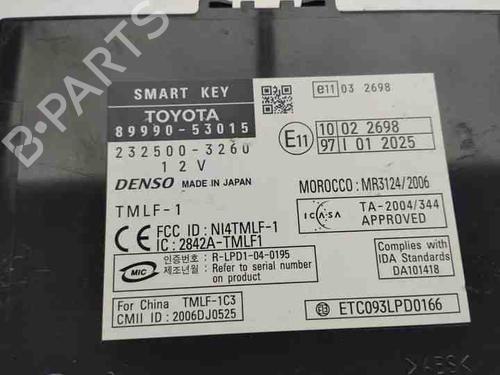 SMART KEY
TOYOTA
89990-53015
232500-3260
12V
DENSO MADE IN JAPAN
TMLF-1
CE FCC ID : NI4TMLF-1
IC : 2842A-TMLF1
MIC 인증번호 : R-LPD1-04-0195
제조년월 : Refer to serial no.
For China TMLF-1C3
CMII ID : 2006DJ0525
e11 03 2698
E11 10 02 2698
97 I 01 2025
MOROCCO : MR3124/2006
ICASA TA-2004/344
APPROVED
Complies with
IDA Standards
DA101418
ETC093LPD0166
>ABS<
B-Parts